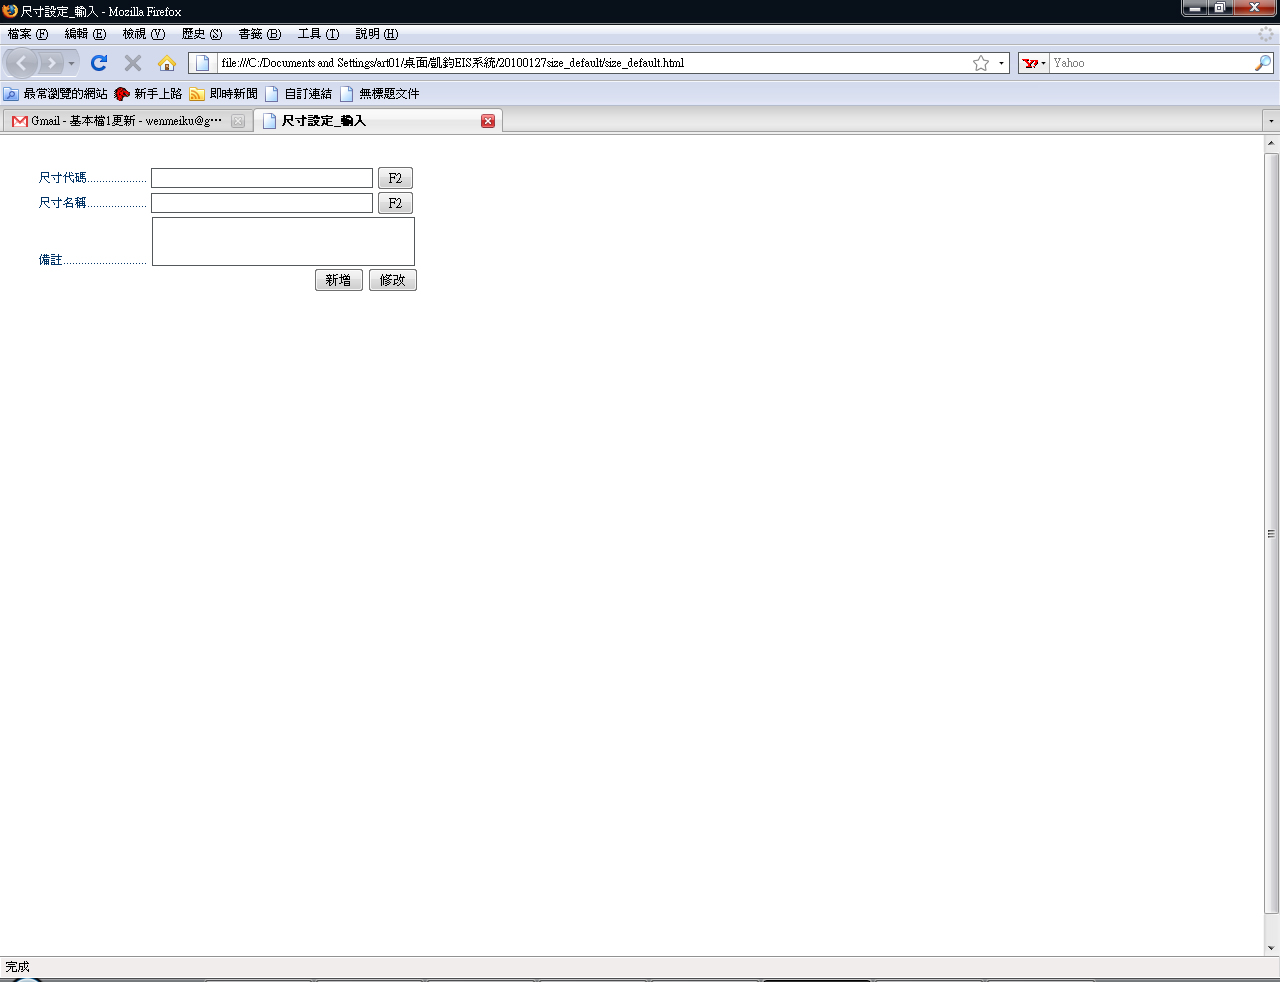 尺寸設定_輸入 - Mozilla Firefox
檔案 (F) 編輯 (E) 檢視 (V) 歷史 (S) 書籤 (B) 工具 (T) 說明 (H)
file:///C:/Documents and Settings/art01/桌面/凱鈞EIS系統/20100127size_default/size_default.html Yahoo
最常瀏覽的網站 新手上路 即時新聞 自訂連結 無標題文件
Gmail - 基本檔1更新 - wenmeiku@g… 尺寸設定_輸入
尺寸代碼.................... F2
尺寸名稱.................... F2
備註............................
新增 修改
完成